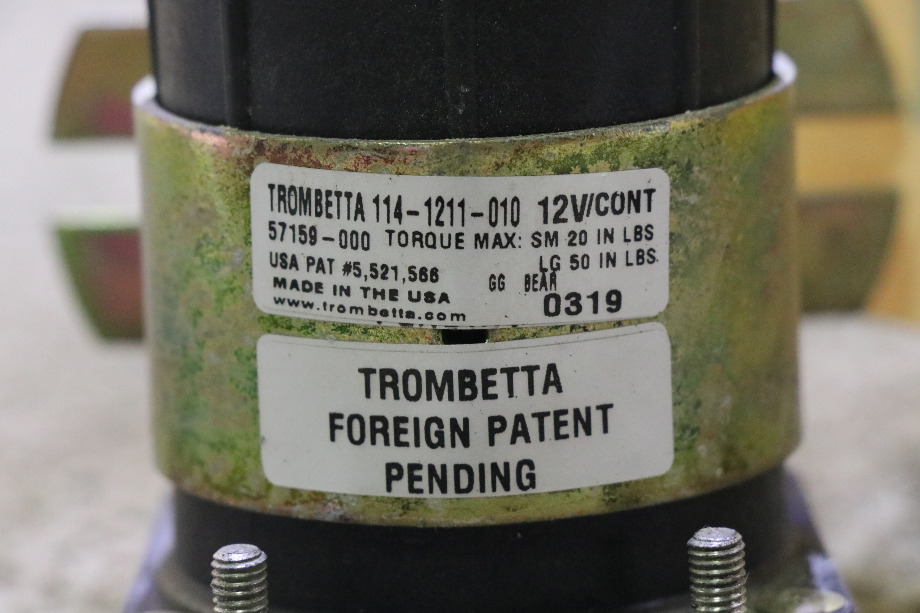 TROMBETTA 114-1211-010 12V/CONT
57159-000 TORQUE MAX: SM 20 IN LBS
LG 50 IN LBS.
USA PAT #5,521,566 GG BEAR
MADE IN THE USA 0319
www.trombetta.com
TROMBETTA
FOREIGN PATENT
PENDING